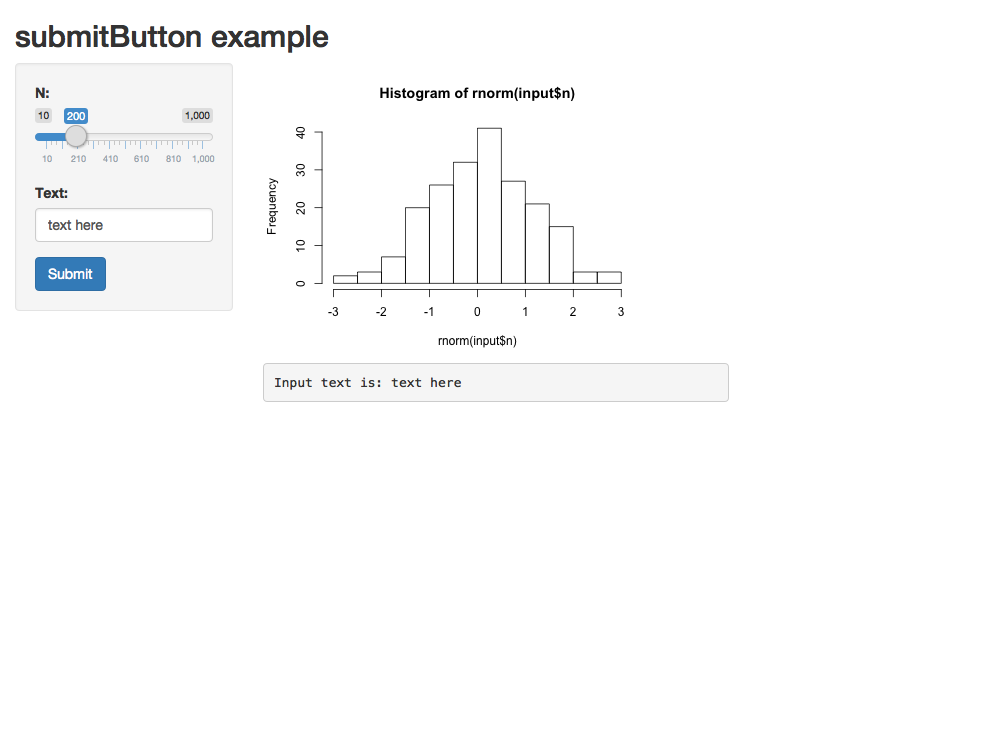 submitButton example
N:
10 200 1,000
10 210 410 610 810 1,000
Text:
text here
Submit
Histogram of rnorm(input$n)
Frequency
40
30
20
10
0
-3 -2 -1 0 1 2 3
rnorm(input$n)
Input text is: text here